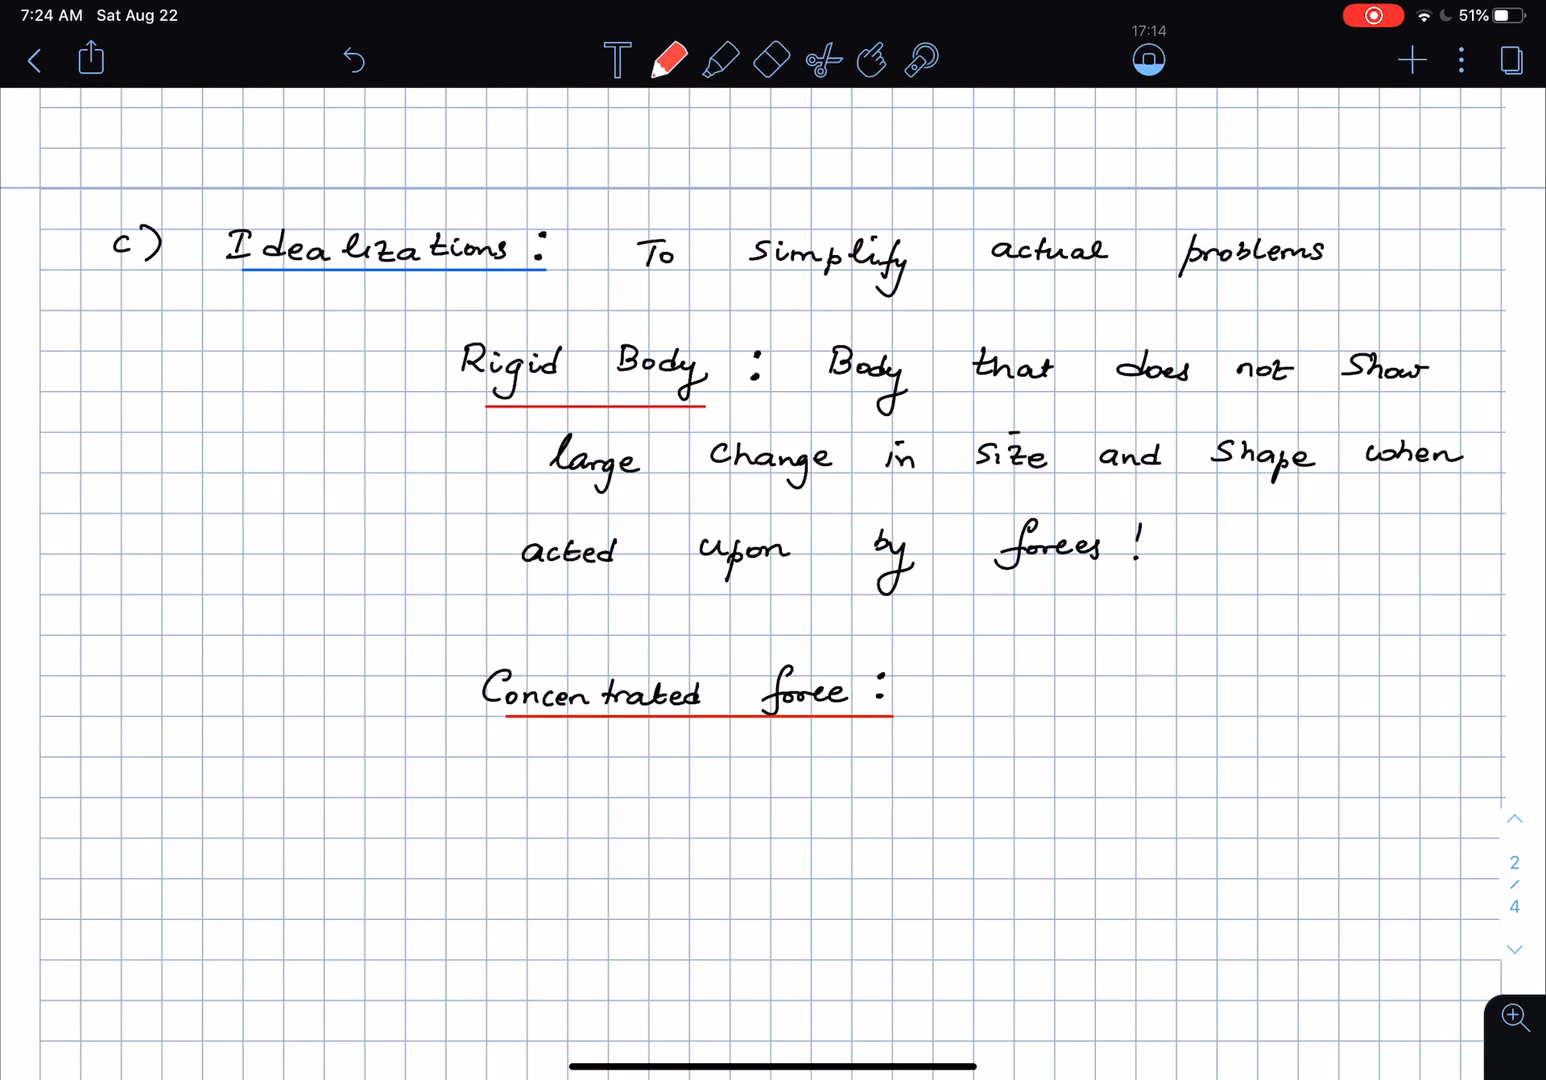 7:24 AM Sat Aug 22
51%
17:14
c) Idealizations : To simplify actual problems
Rigid Body : Body that does not show
large change in size and shape when
acted upon by forces !
Concentrated force :
2
/
4